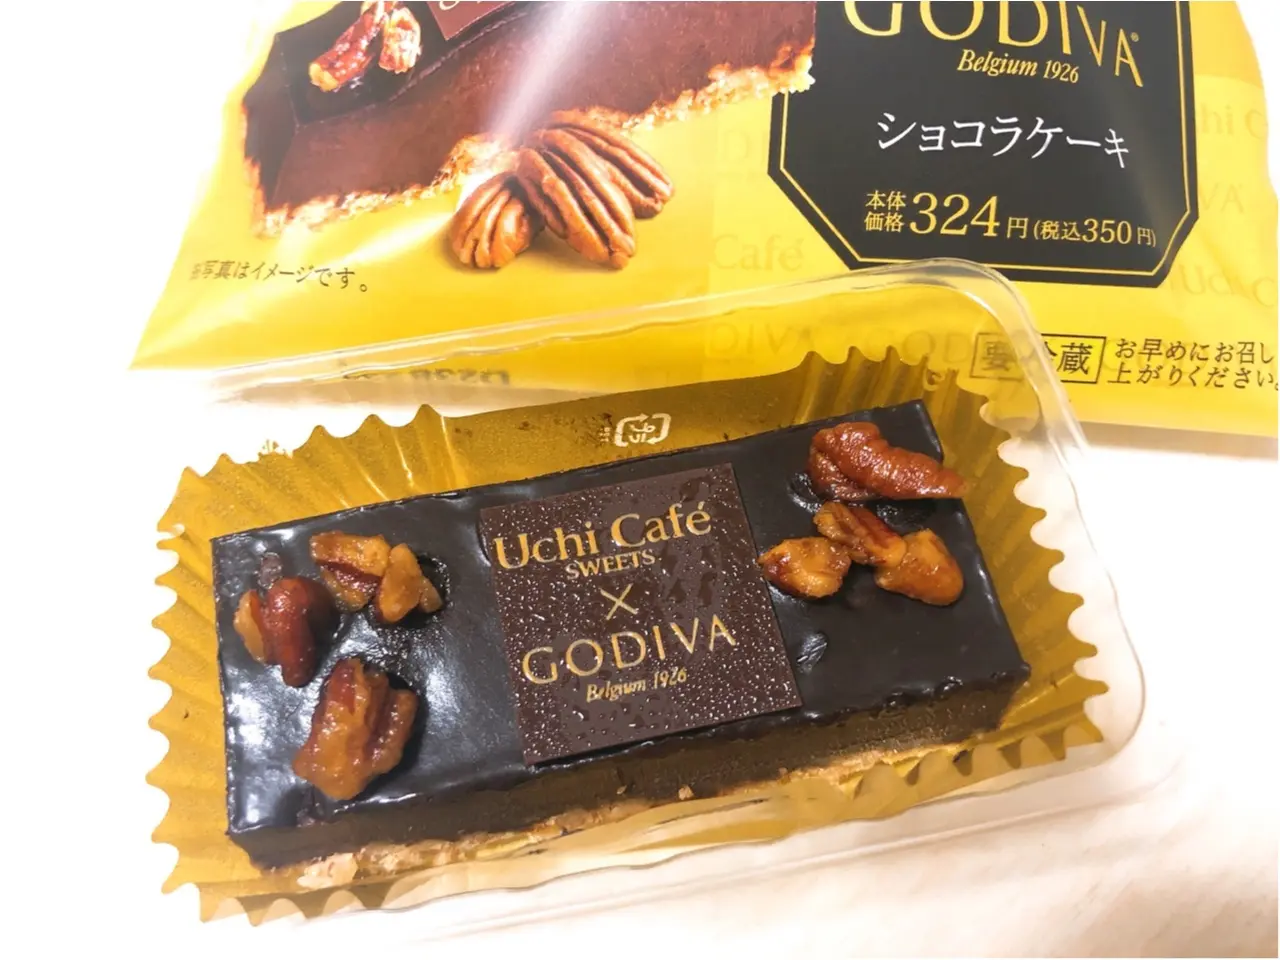 GODIVA
Belgium 1926
ショコラケーキ
本体
価格 324円(税込350円)
写真はイメージです。
Café
要冷蔵 お早めにお召し
上がりください。
Uchi Café
SWEETS
×
GODIVA
Belgium 1926